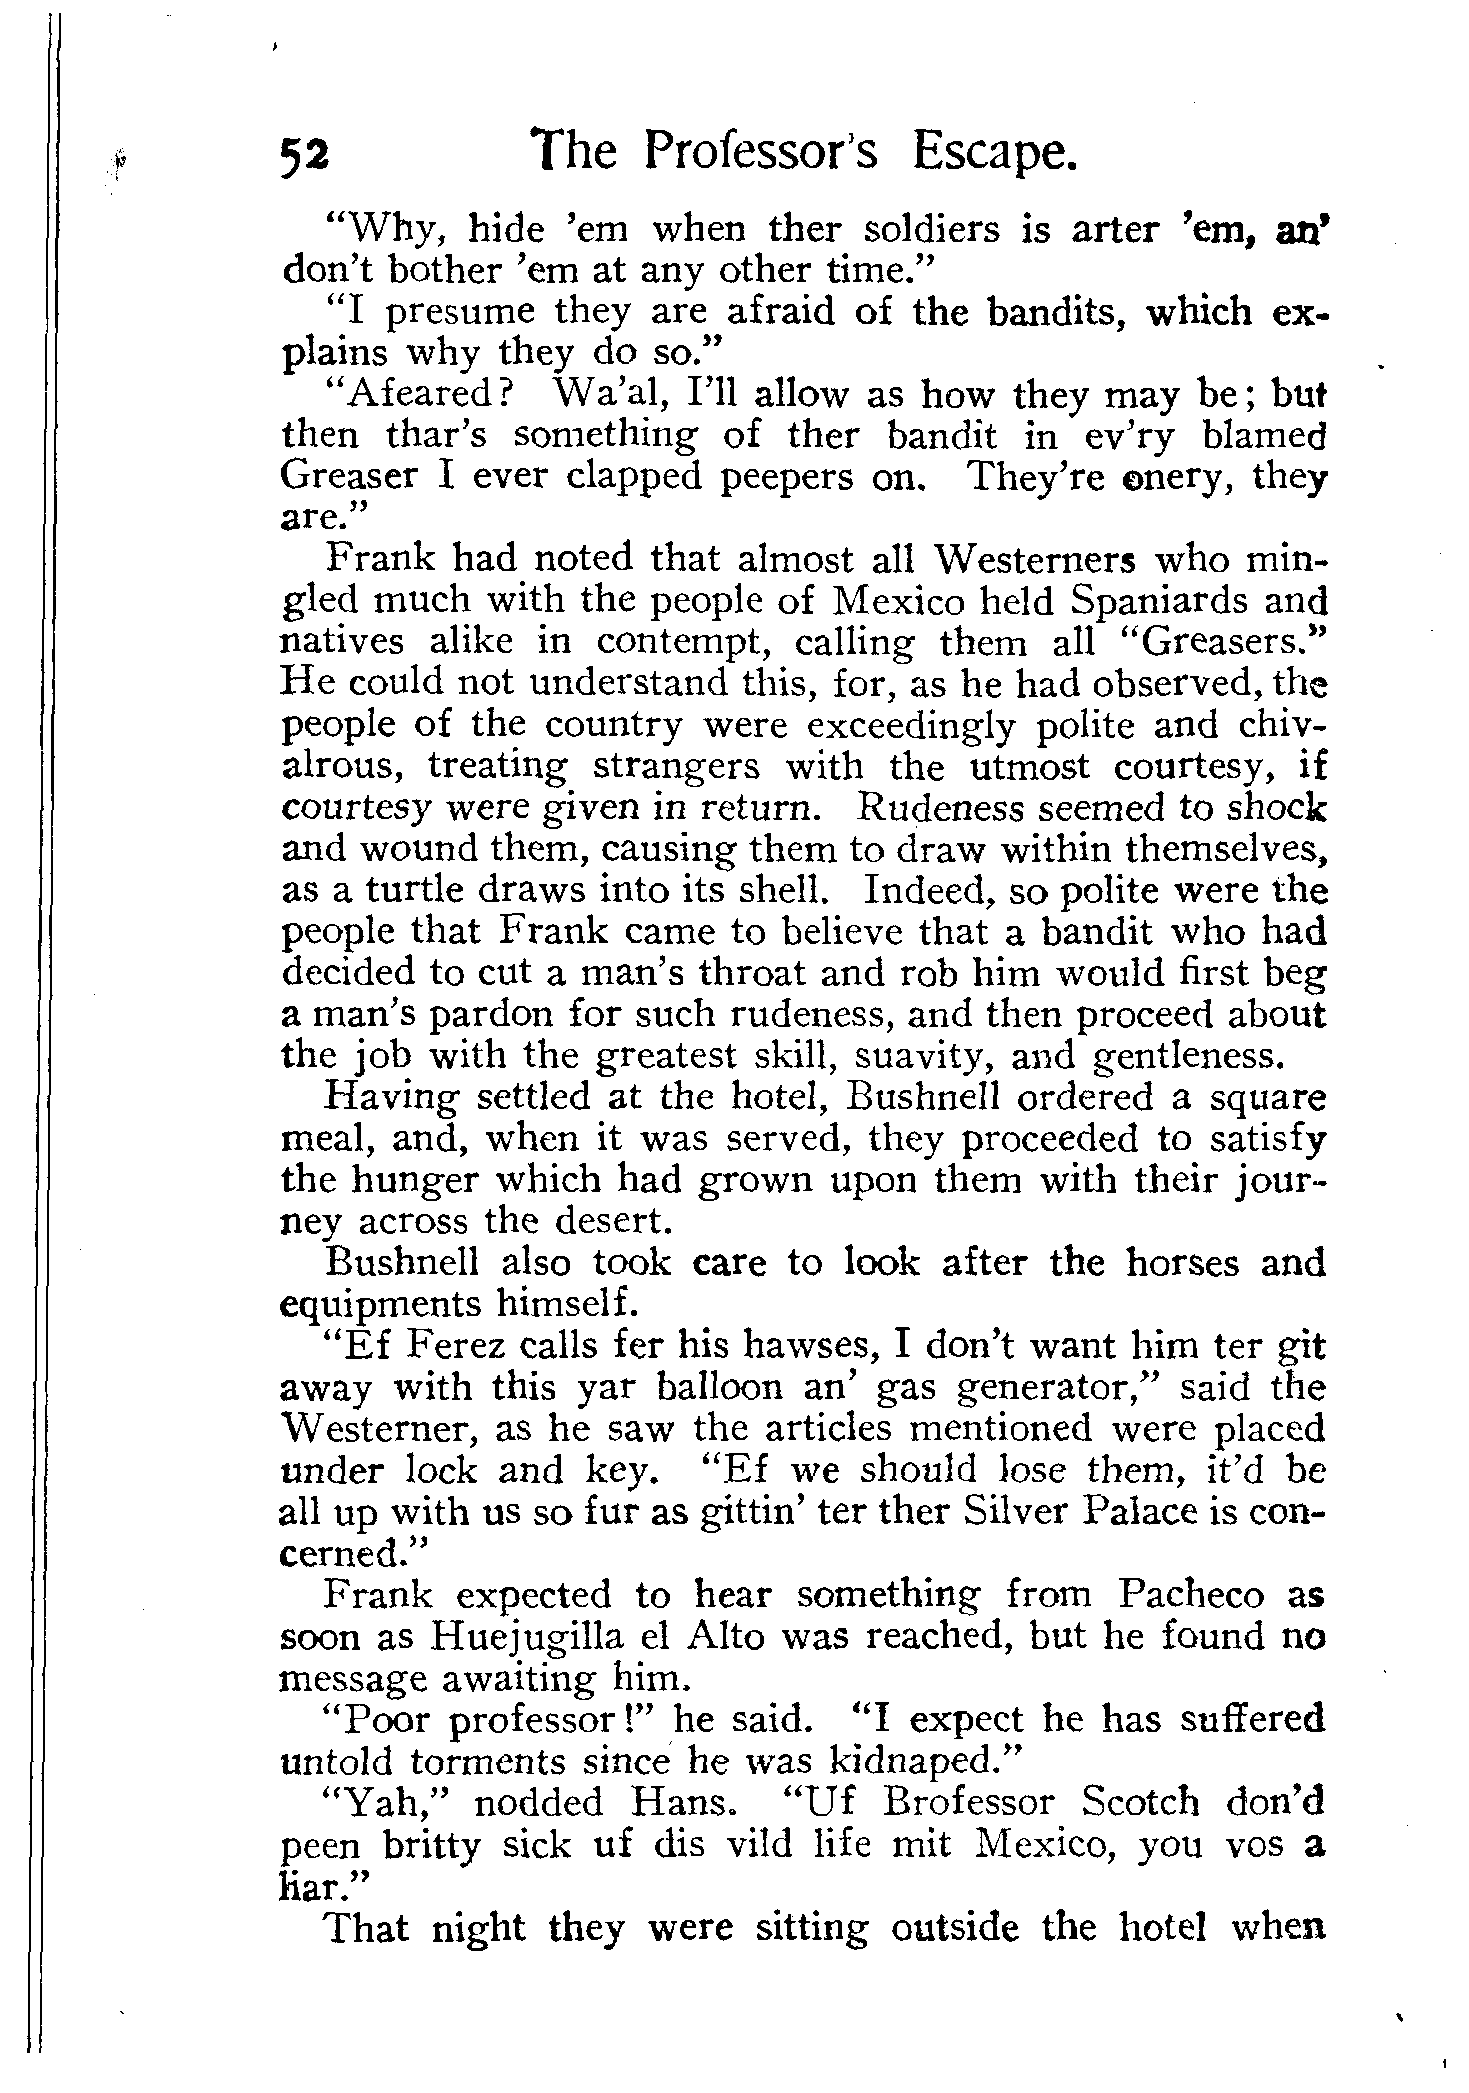 52 The Professor's Escape.
“Why, hide ’em when ther soldiers is arter ’em, an’
don’t bother ’em at any other time.”
“I presume they are afraid of the bandits, which ex-
plains why they do so.”
“Afeared? Wa’al, I’ll allow as how they may be; but
then thar’s something of ther bandit in ev’ry blamed
Greaser I ever clapped peepers on. They’re onery, they
are.”
Frank had noted that almost all Westerners who min-
gled much with the people of Mexico held Spaniards and
natives alike in contempt, calling them all “Greasers.”
He could not understand this, for, as he had observed, the
people of the country were exceedingly polite and chiv-
alrous, treating strangers with the utmost courtesy, if
courtesy were given in return. Rudeness seemed to shock
and wound them, causing them to draw within themselves,
as a turtle draws into its shell. Indeed, so polite were the
people that Frank came to believe that a bandit who had
decided to cut a man’s throat and rob him would first beg
a man’s pardon for such rudeness, and then proceed about
the job with the greatest skill, suavity, and gentleness.
Having settled at the hotel, Bushnell ordered a square
meal, and, when it was served, they proceeded to satisfy
the hunger which had grown upon them with their jour-
ney across the desert.
Bushnell also took care to look after the horses and
equipments himself.
“Ef Ferez calls fer his hawses, I don’t want him ter git
away with this yar balloon an’ gas generator,” said the
Westerner, as he saw the articles mentioned were placed
under lock and key. “Ef we should lose them, it’d be
all up with us so fur as gittin’ ter ther Silver Palace is con-
cerned.”
Frank expected to hear something from Pacheco as
soon as Huejugilla el Alto was reached, but he found no
message awaiting him.
“Poor professor!” he said. “I expect he has suffered
untold torments since he was kidnaped.”
“Yah,” nodded Hans. “Uf Brofessor Scotch don’d
peen britty sick uf dis vild life mit Mexico, you vos a
liar.”
That night they were sitting outside the hotel when